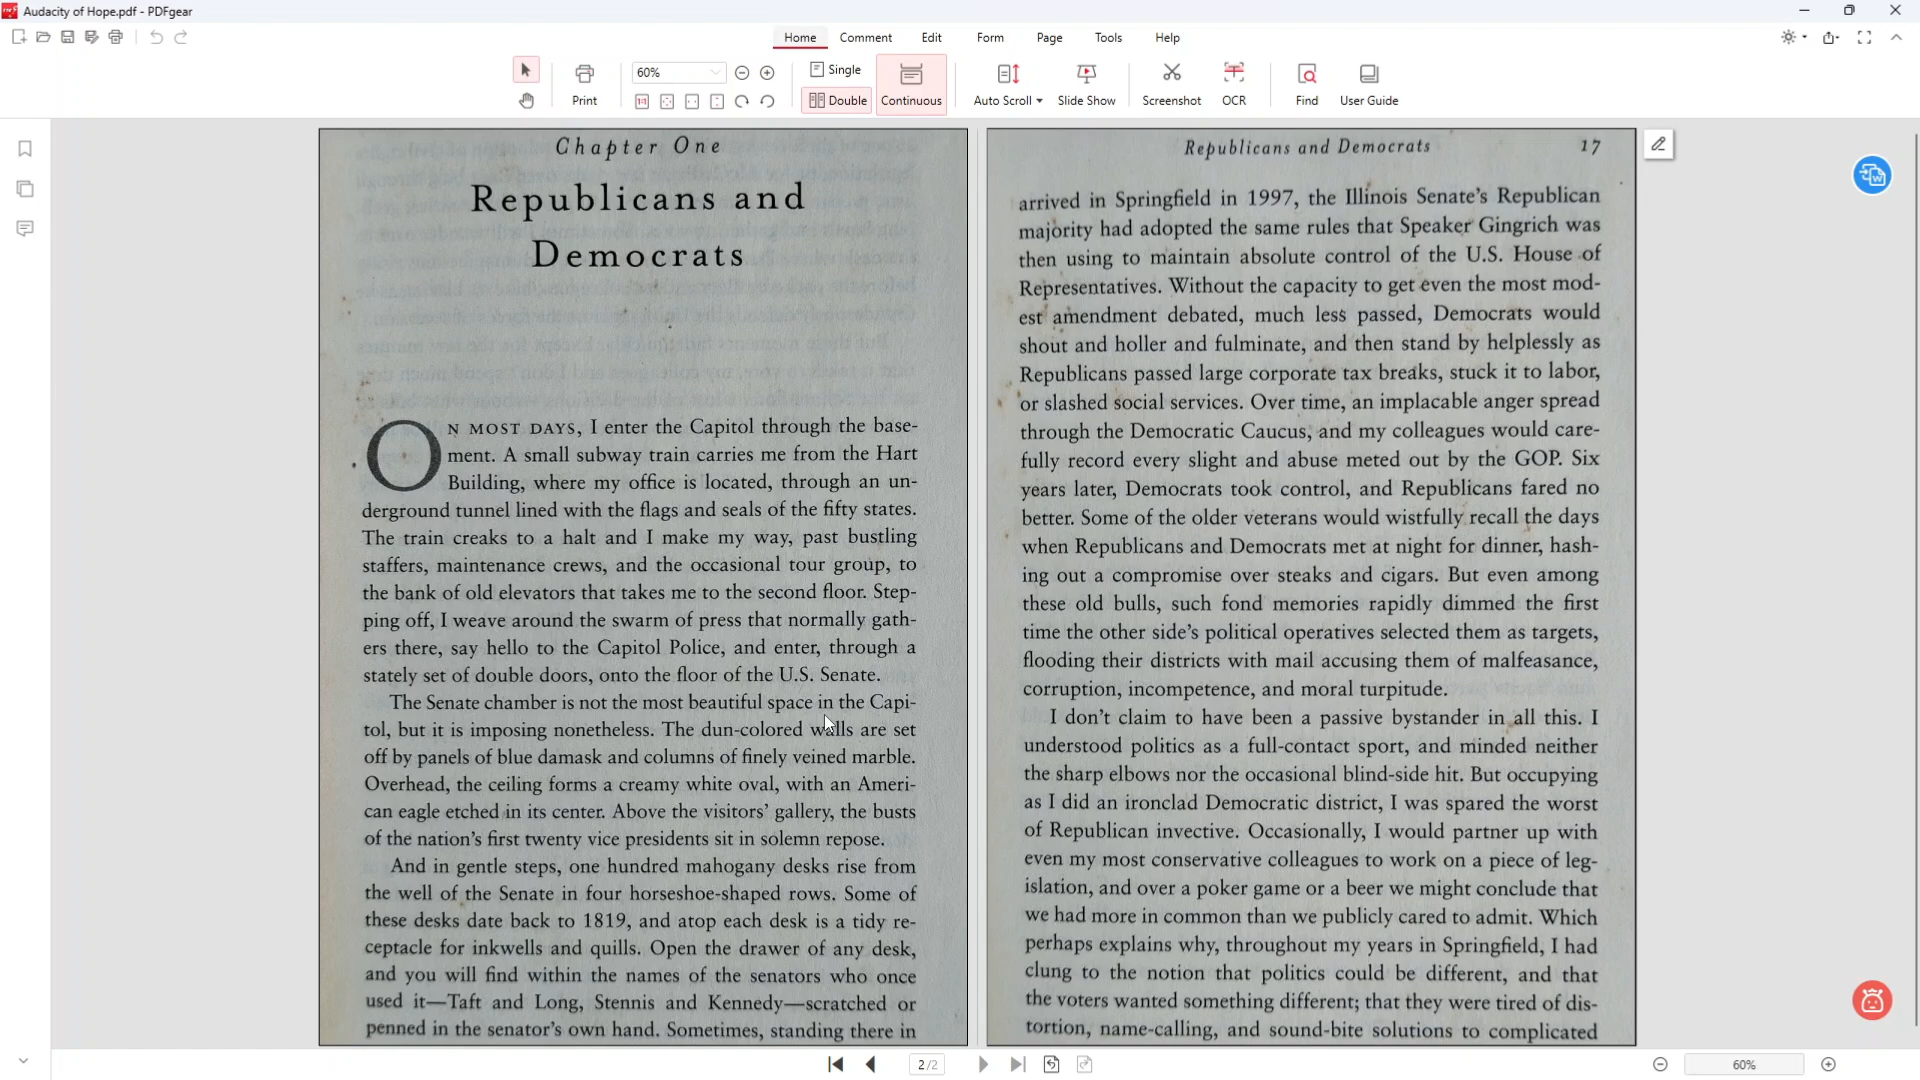 Audacity of Hope.pdf - PDFgear
Home Comment Edit Form Page Tools Help
60%
Single
Double
Continuous
Print
Auto Scroll
Slide Show
Screenshot
OCR
Find
User Guide
Chapter One
Republicans and
Democrats
ON MOST DAYS, I enter the Capitol through the base-
ment. A small subway train carries me from the Hart
Building, where my office is located, through an un-
derground tunnel lined with the flags and seals of the fifty states.
The train creaks to a halt and I make my way, past bustling
staffers, maintenance crews, and the occasional tour group, to
the bank of old elevators that takes me to the second floor. Step-
ping off, I weave around the swarm of press that normally gath-
ers there, say hello to the Capitol Police, and enter, through a
stately set of double doors, onto the floor of the U.S. Senate.
The Senate chamber is not the most beautiful space in the Capi-
tol, but it is imposing nonetheless. The dun-colored walls are set
off by panels of blue damask and columns of finely veined marble.
Overhead, the ceiling forms a creamy white oval, with an Ameri-
can eagle etched in its center. Above the visitors' gallery, the busts
of the nation's first twenty vice presidents sit in solemn repose.
And in gentle steps, one hundred mahogany desks rise from
the well of the Senate in four horseshoe-shaped rows. Some of
these desks date back to 1819, and atop each desk is a tidy re-
ceptacle for inkwells and quills. Open the drawer of any desk,
and you will find within the names of the senators who once
used it—Taft and Long, Stennis and Kennedy—scratched or
penned in the senator's own hand. Sometimes, standing there in
Republicans and Democrats 17
arrived in Springfield in 1997, the Illinois Senate's Republican
majority had adopted the same rules that Speaker Gingrich was
then using to maintain absolute control of the U.S. House of
Representatives. Without the capacity to get even the most mod-
est amendment debated, much less passed, Democrats would
shout and holler and fulminate, and then stand by helplessly as
Republicans passed large corporate tax breaks, stuck it to labor,
or slashed social services. Over time, an implacable anger spread
through the Democratic Caucus, and my colleagues would care-
fully record every slight and abuse meted out by the GOP. Six
years later, Democrats took control, and Republicans fared no
better. Some of the older veterans would wistfully recall the days
when Republicans and Democrats met at night for dinner, hash-
ing out a compromise over steaks and cigars. But even among
these old bulls, such fond memories rapidly dimmed the first
time the other side's political operatives selected them as targets,
flooding their districts with mail accusing them of malfeasance,
corruption, incompetence, and moral turpitude.
I don't claim to have been a passive bystander in all this. I
understood politics as a full-contact sport, and minded neither
the sharp elbows nor the occasional blind-side hit. But occupying
as I did an ironclad Democratic district, I was spared the worst
of Republican invective. Occasionally, I would partner up with
even my most conservative colleagues to work on a piece of leg-
islation, and over a poker game or a beer we might conclude that
we had more in common than we publicly cared to admit. Which
perhaps explains why, throughout my years in Springfield, I had
clung to the notion that politics could be different, and that
the voters wanted something different; that they were tired of dis-
tortion, name-calling, and sound-bite solutions to complicated
2/2
60%